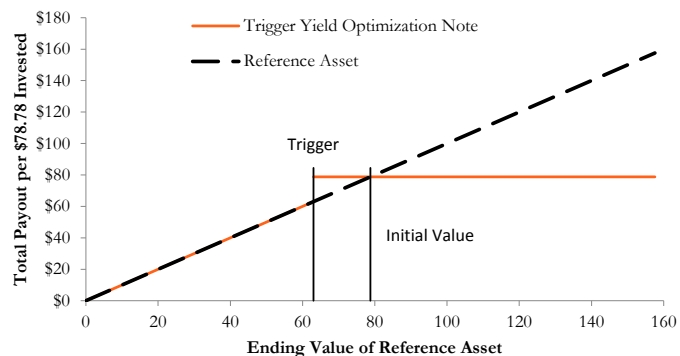 $180
$160
$140
$120
$100
$80
$60
$40
$20
$0
Total Payout per $78.78 Invested
Trigger Yield Optimization Note
Reference Asset
Trigger
Initial Value
0 20 40 60 80 100 120 140 160
Ending Value of Reference Asset